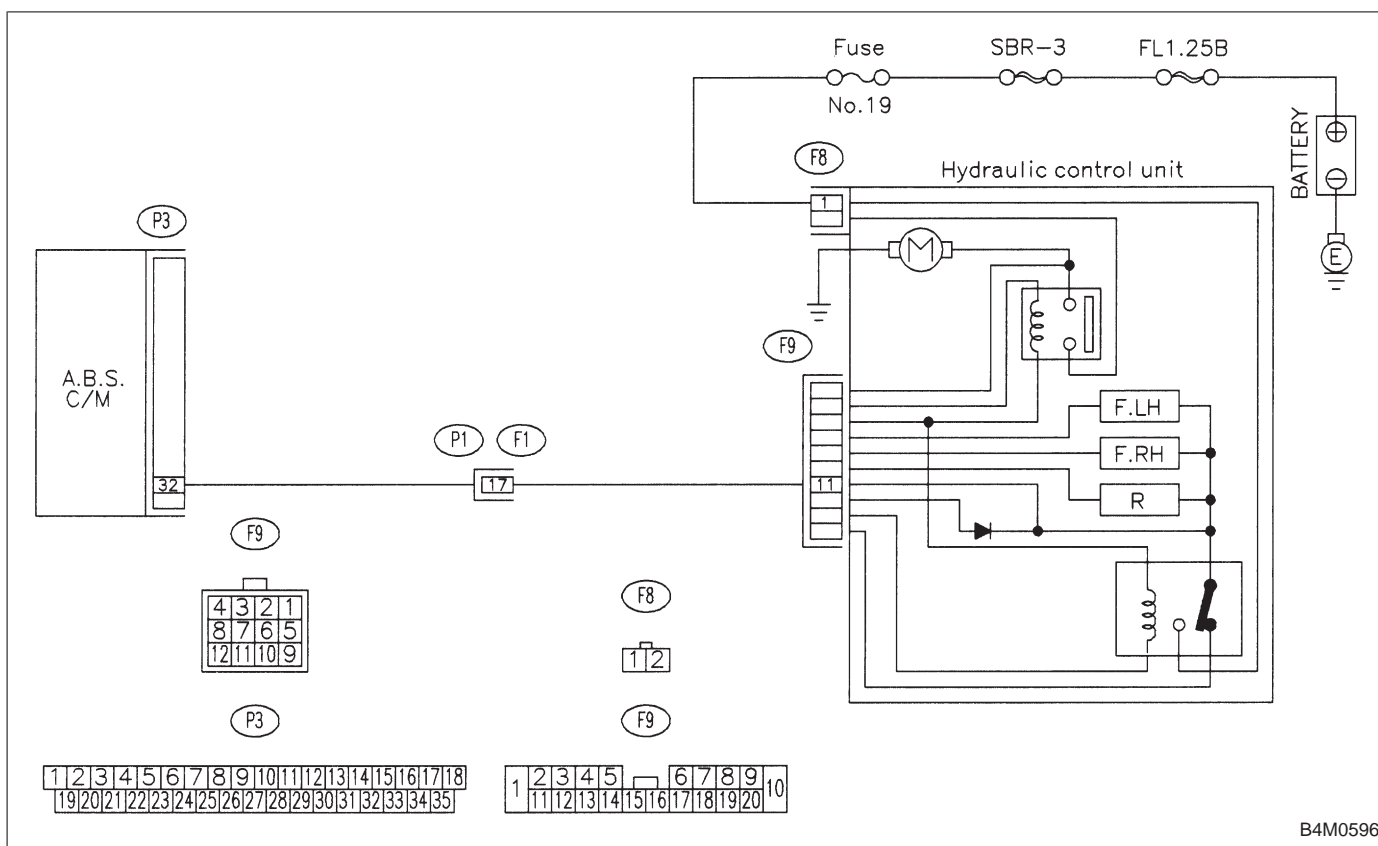 Fuse SBR-3 FL1.25B
No.19
BATTERY
F8
Hydraulic control unit
1
P3
M
E
F9
A.B.S.
C/M
F.LH
P1 F1
F.RH
32
17
11
R
F9
4 3 2 1
8 7 6 5
12 11 10 9
F8
1 2
P3
1 2 3 4 5 6 7 8 9 10 11 12 13 14 15 16 17 18
19 20 21 22 23 24 25 26 27 28 29 30 31 32 33 34 35
F9
1 2 3 4 5 6 7 8 9 10
11 12 13 14 15 16 17 18 19 20
B4M0596